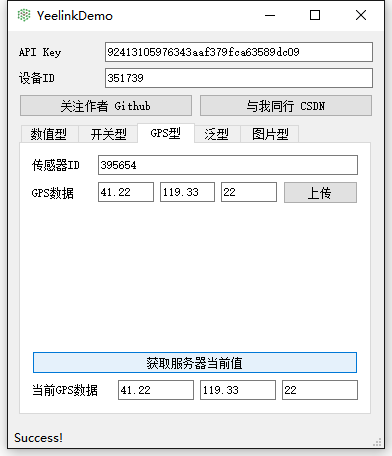 YeelinkDemo
API Key 92413105976343aaf379fca63589dc09
设备ID 351739
关注作者 Github 与我同行 CSDN
数值型 开关型 GPS型 泛型 图片型
传感器ID 395654
GPS数据 41.22 119.33 22 上传
获取服务器当前值
当前GPS数据 41.22 119.33 22
Success!